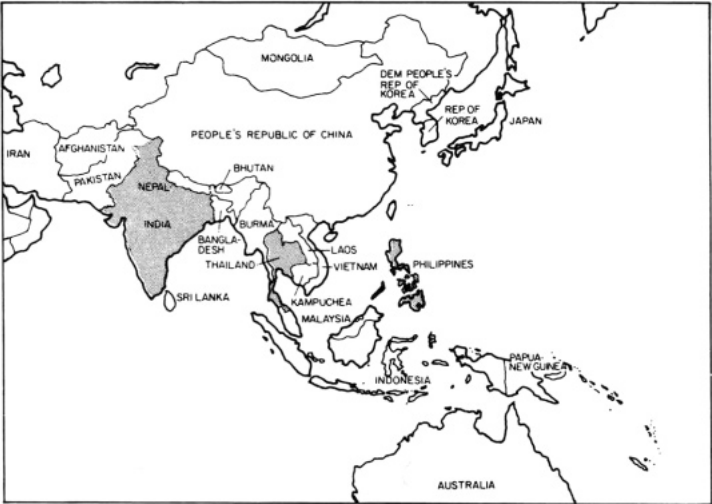 MONGOLIA
DEM PEOPLE'S
REP OF
KOREA
REP OF
KOREA
JAPAN
PEOPLE'S REPUBLIC OF CHINA
IRAN
AFGHANISTAN
PAKISTAN
NEPAL
BHUTAN
INDIA
BANGLA-
DESH
BURMA
LAOS
THAILAND
VIETNAM
PHILIPPINES
SRI LANKA
KAMPUCHEA
MALAYSIA
INDONESIA
PAPUA-
NEW GUINEA
AUSTRALIA